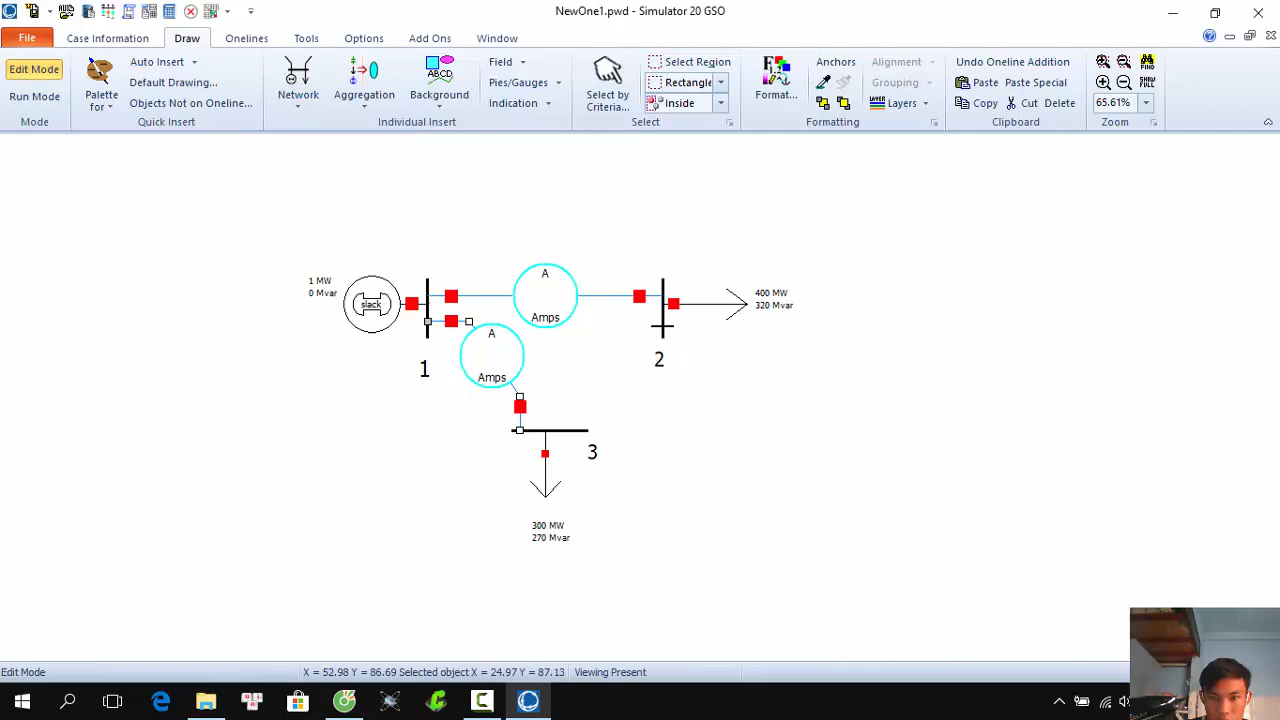 NewOne1.pwd - Simulator 20 GSO
File Case Information Draw Onelines Tools Options Add Ons Window
Edit Mode
Run Mode
Mode
Palette for
Auto Insert
Default Drawing...
Objects Not on Oneline...
Quick Insert
Network
Aggregation
Background
ABCD
Field
Pies/Gauges
Indication
Individual Insert
Select by Criteria...
Select Region
Rectangle
Inside
Select
Format...
Anchors
Alignment
Grouping
Layers
Formatting
Undo Oneline Addition
Paste Paste Special
Copy Cut Delete
Clipboard
FIND
FULL
65.61%
Zoom
1 MW
0 Mvar
slack
A
Amps
400 MW
320 Mvar
A
Amps
1
2
3
300 MW
270 Mvar
Edit Mode X = 52.98 Y = 86.69 Selected object X = 24.97 Y = 87.13 Viewing Present